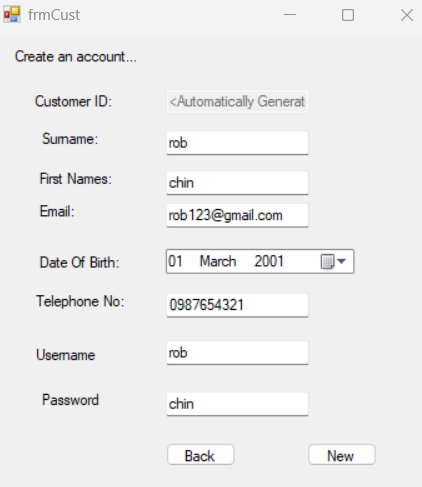 frmCust
Create an account...
Customer ID: <Automatically Generat
Surname: rob
First Names: chin
Email: rob123@gmail.com
Date Of Birth: 01 March 2001
Telephone No: 0987654321
Username rob
Password chin
Back New